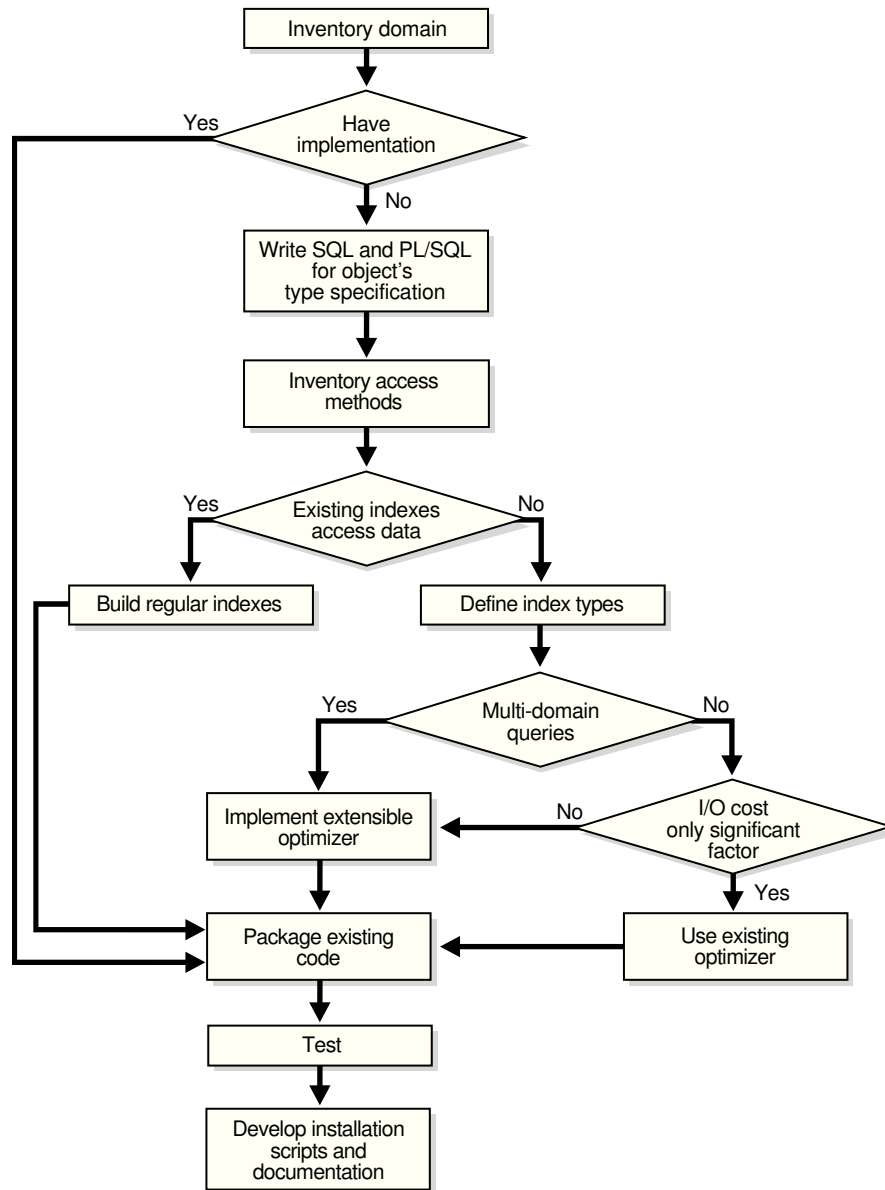 Inventory domain
Yes
Have
implementation
No
Write SQL and PL/SQL
for object's
type specification
Inventory access
methods
Yes
Existing indexes
access data
No
Build regular indexes
Define index types
Yes
Multi-domain
queries
No
Implement extensible
optimizer
No
I/O cost
only significant
factor
Yes
Package existing
code
Use existing
optimizer
Test
Develop installation
scripts and
documentation